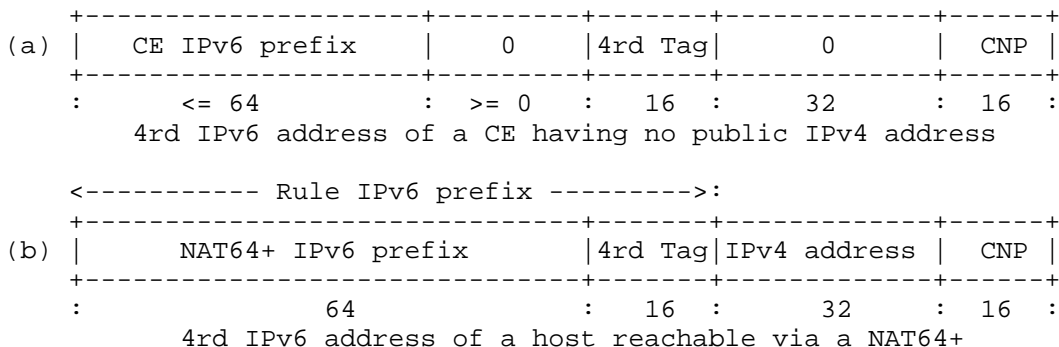 +---------------------+---------+-------+-------------+------+
(a) |   CE IPv6 prefix    |    0    |4rd Tag|      0      | CNP  |
    +---------------------+---------+-------+-------------+------+
    :       <= 64         :  >= 0   :   16  :     32      :  16  :
        4rd IPv6 address of a CE having no public IPv4 address
    <----------- Rule IPv6 prefix --------->:
    +-------------------------------+-------+-------------+------+
(b) |      NAT64+ IPv6 prefix       |4rd Tag|IPv4 address | CNP  |
    +-------------------------------+-------+-------------+------+
    :               64              :   16  :     32      :  16  :
           4rd IPv6 address of a host reachable via a NAT64+